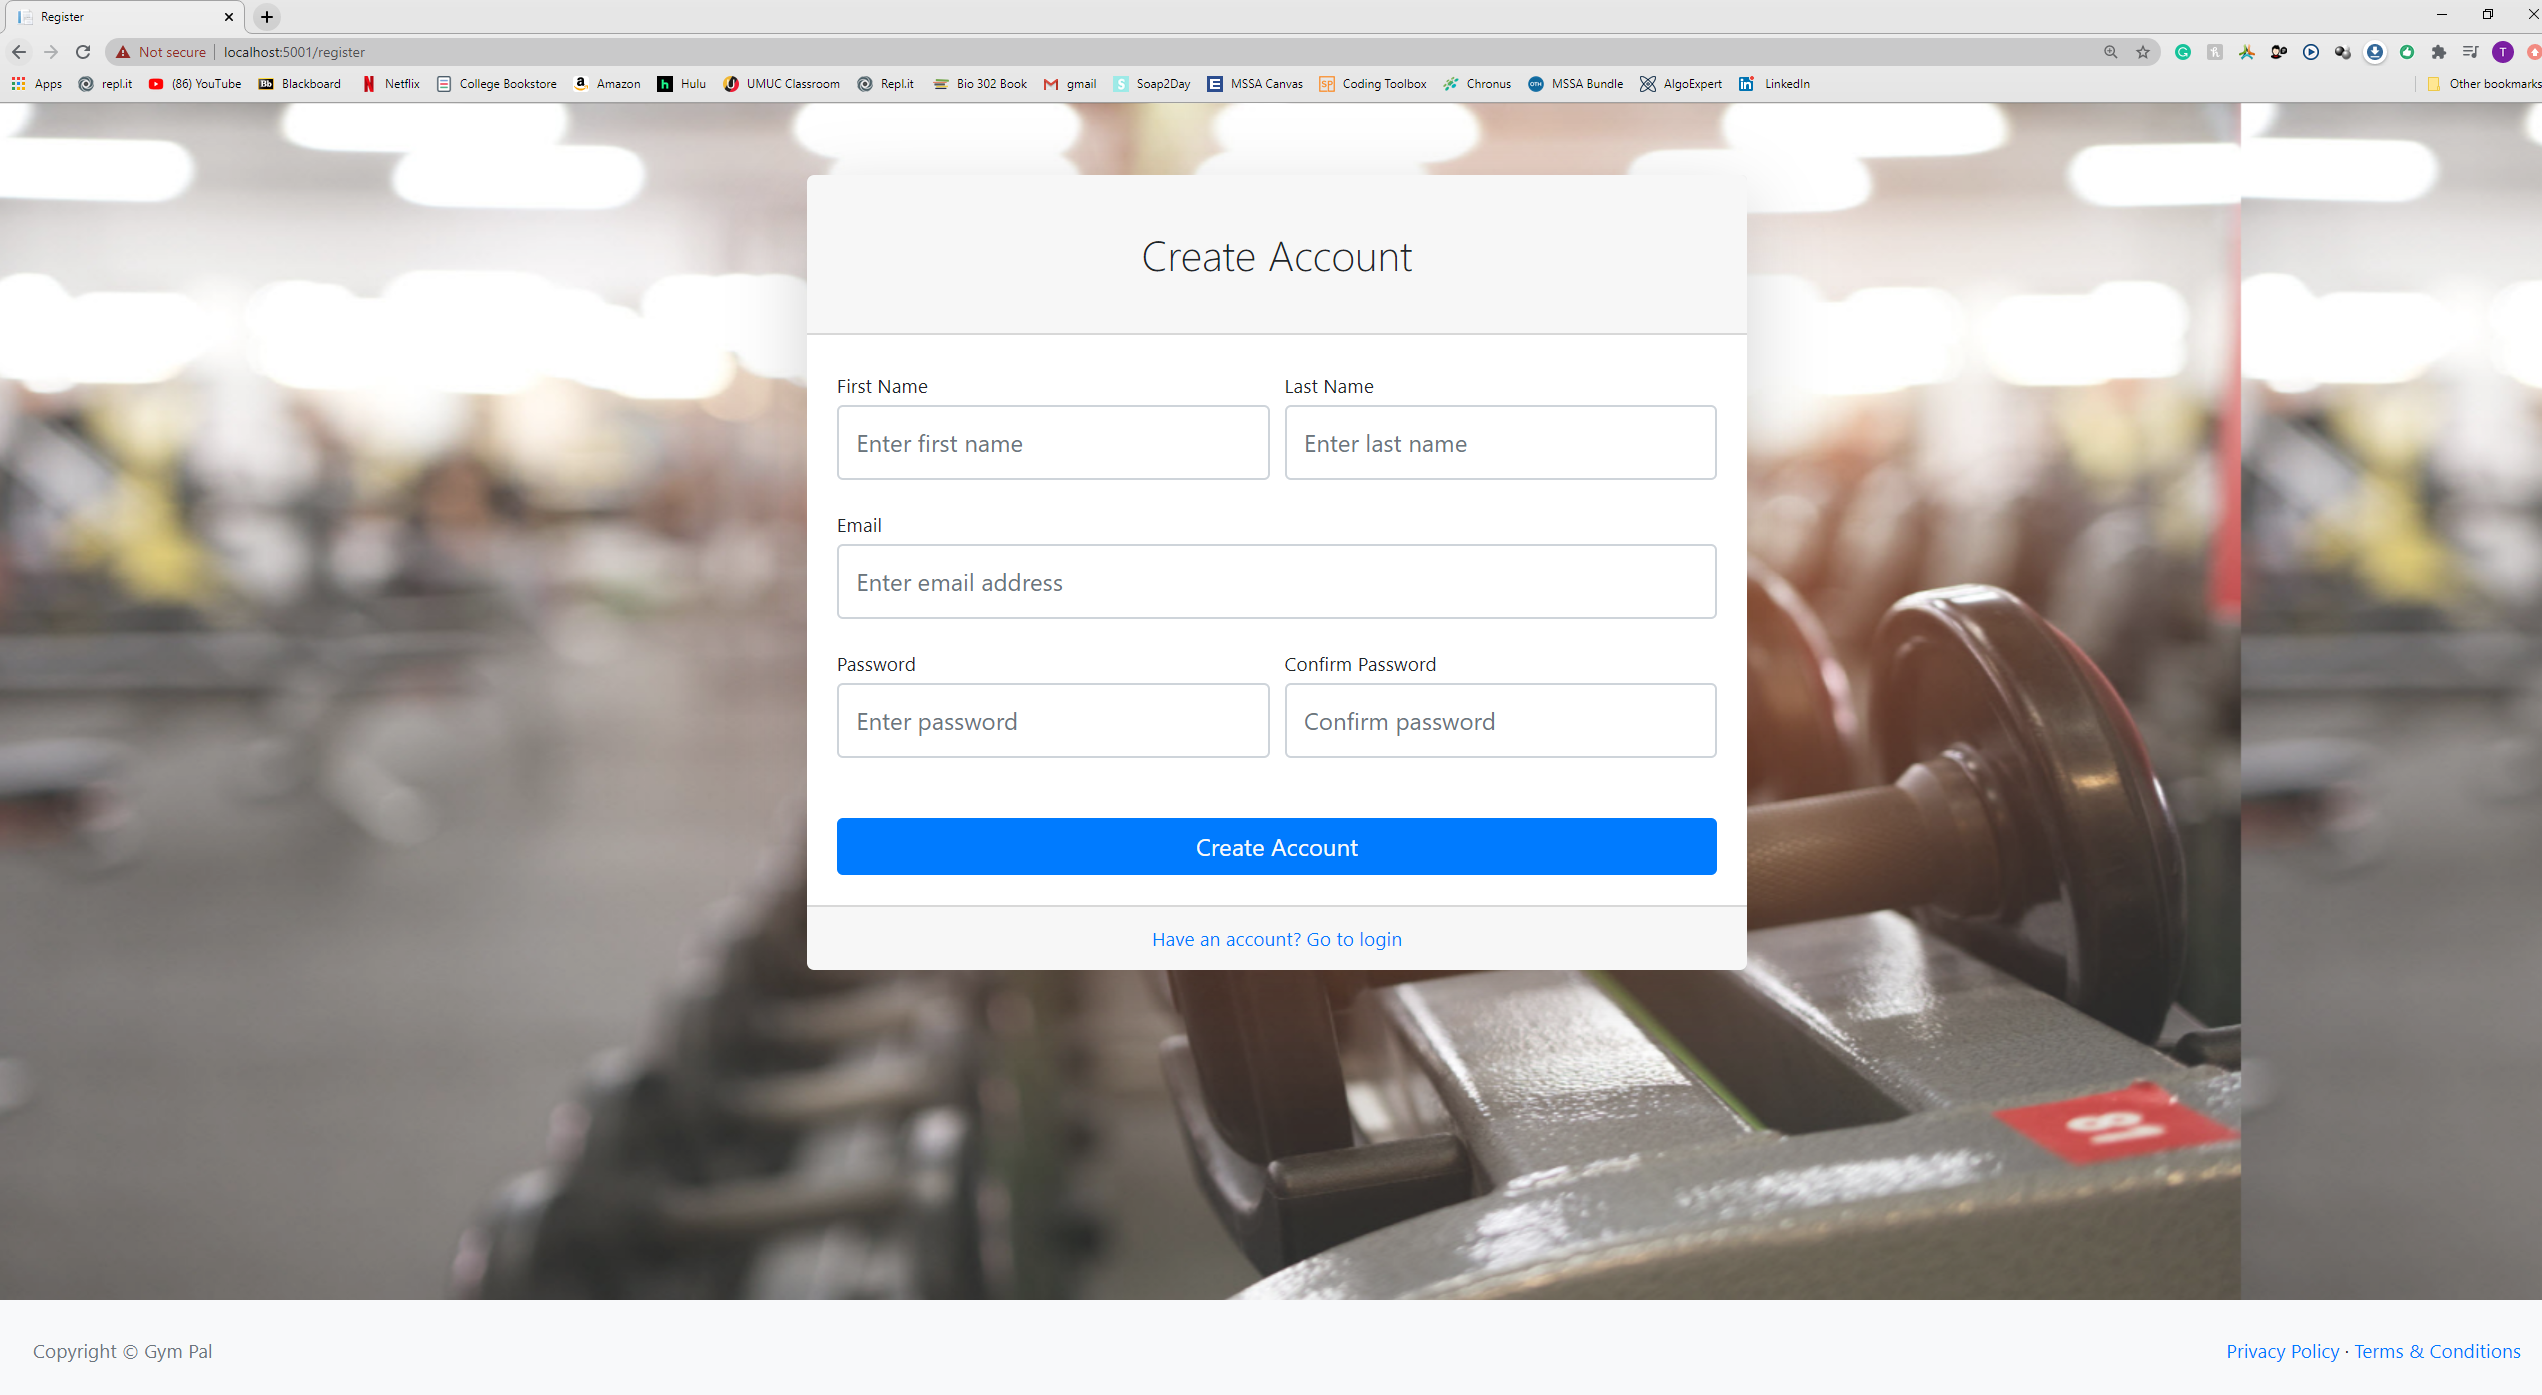 Register
Not secure | localhost:5001/register
Apps repl.it (86) YouTube Bb Blackboard Netflix College Bookstore Amazon Hulu UMUC Classroom Repl.it Bio 302 Book gmail Soap2Day MSSA Canvas Coding Toolbox Chronus MSSA Bundle AlgoExpert LinkedIn Other bookmarks
Create Account
First Name Last Name
Enter first name Enter last name
Email
Enter email address
Password Confirm Password
Enter password Confirm password
Create Account
Have an account? Go to login
18
Copyright © Gym Pal Privacy Policy · Terms & Conditions